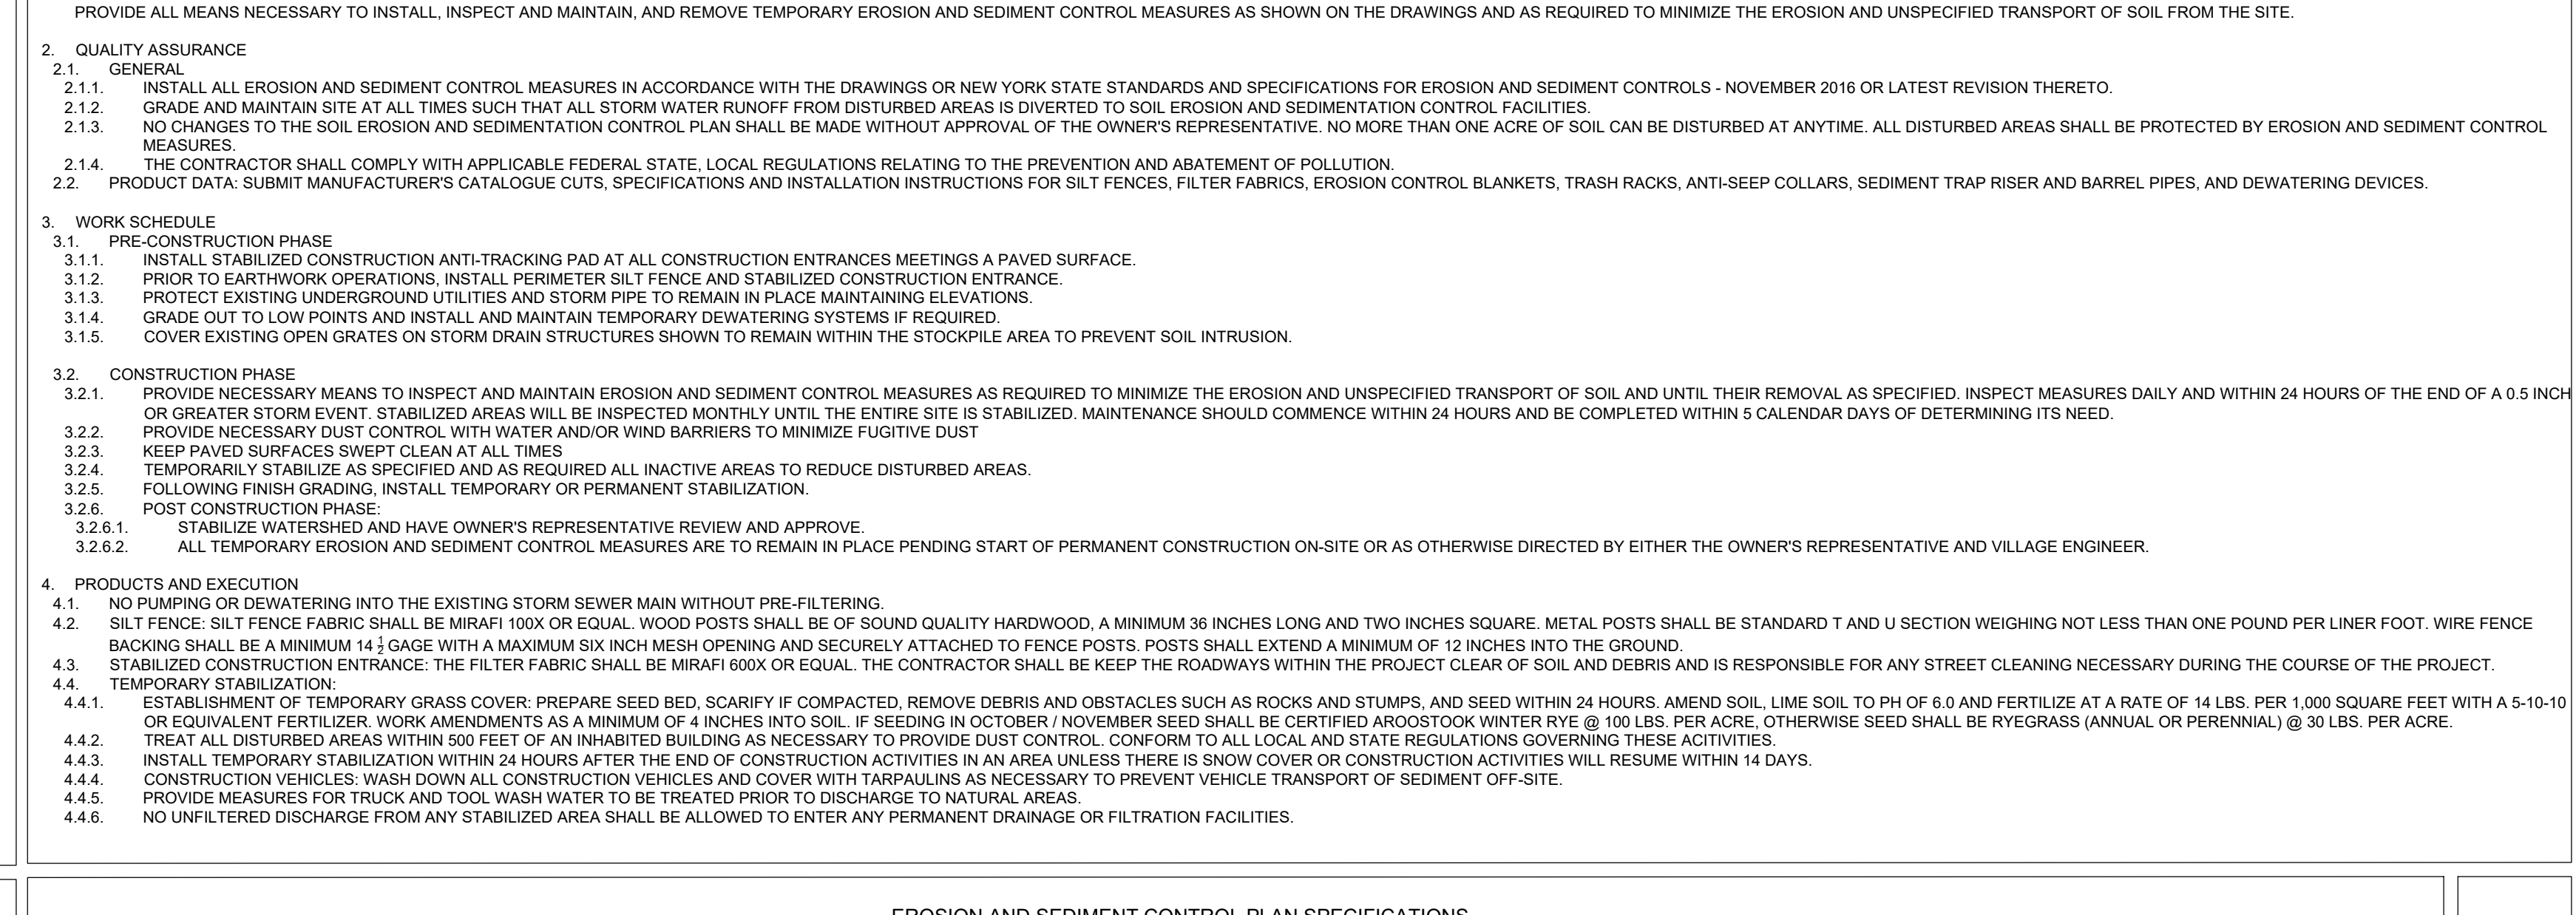 PROVIDE ALL MEANS NECESSARY TO INSTALL, INSPECT AND MAINTAIN, AND REMOVE TEMPORARY EROSION AND SEDIMENT CONTROL MEASURES AS SHOWN ON THE DRAWINGS AND AS REQUIRED TO MINIMIZE THE EROSION AND UNSPECIFIED TRANSPORT OF SOIL FROM THE SITE.
2. QUALITY ASSURANCE
2.1. GENERAL
2.1.1. INSTALL ALL EROSION AND SEDIMENT CONTROL MEASURES IN ACCORDANCE WITH THE DRAWINGS OR NEW YORK STATE STANDARDS AND SPECIFICATIONS FOR EROSION AND SEDIMENT CONTROLS - NOVEMBER 2016 OR LATEST REVISION THERETO.
2.1.2. GRADE AND MAINTAIN SITE AT ALL TIMES SUCH THAT ALL STORM WATER RUNOFF FROM DISTURBED AREAS IS DIVERTED TO SOIL EROSION AND SEDIMENTATION CONTROL FACILITIES.
2.1.3. NO CHANGES TO THE SOIL EROSION AND SEDIMENTATION CONTROL PLAN SHALL BE MADE WITHOUT APPROVAL OF THE OWNER'S REPRESENTATIVE. NO MORE THAN ONE ACRE OF SOIL CAN BE DISTURBED AT ANYTIME. ALL DISTURBED AREAS SHALL BE PROTECTED BY EROSION AND SEDIMENT CONTROL
MEASURES.
2.1.4. THE CONTRACTOR SHALL COMPLY WITH APPLICABLE FEDERAL STATE, LOCAL REGULATIONS RELATING TO THE PREVENTION AND ABATEMENT OF POLLUTION.
2.2. PRODUCT DATA: SUBMIT MANUFACTURER'S CATALOGUE CUTS, SPECIFICATIONS AND INSTALLATION INSTRUCTIONS FOR SILT FENCES, FILTER FABRICS, EROSION CONTROL BLANKETS, TRASH RACKS, ANTI-SEEP COLLARS, SEDIMENT TRAP RISER AND BARREL PIPES, AND DEWATERING DEVICES.
3. WORK SCHEDULE
3.1. PRE-CONSTRUCTION PHASE
3.1.1. INSTALL STABILIZED CONSTRUCTION ANTI-TRACKING PAD AT ALL CONSTRUCTION ENTRANCES MEETINGS A PAVED SURFACE.
3.1.2. PRIOR TO EARTHWORK OPERATIONS, INSTALL PERIMETER SILT FENCE AND STABILIZED CONSTRUCTION ENTRANCE.
3.1.3. PROTECT EXISTING UNDERGROUND UTILITIES AND STORM PIPE TO REMAIN IN PLACE MAINTAINING ELEVATIONS.
3.1.4. GRADE OUT TO LOW POINTS AND INSTALL AND MAINTAIN TEMPORARY DEWATERING SYSTEMS IF REQUIRED.
3.1.5. COVER EXISTING OPEN GRATES ON STORM DRAIN STRUCTURES SHOWN TO REMAIN WITHIN THE STOCKPILE AREA TO PREVENT SOIL INTRUSION.
3.2. CONSTRUCTION PHASE
3.2.1. PROVIDE NECESSARY MEANS TO INSPECT AND MAINTAIN EROSION AND SEDIMENT CONTROL MEASURES AS REQUIRED TO MINIMIZE THE EROSION AND UNSPECIFIED TRANSPORT OF SOIL AND UNTIL THEIR REMOVAL AS SPECIFIED. INSPECT MEASURES DAILY AND WITHIN 24 HOURS OF THE END OF A 0.5 INCH
OR GREATER STORM EVENT. STABILIZED AREAS WILL BE INSPECTED MONTHLY UNTIL THE ENTIRE SITE IS STABILIZED. MAINTENANCE SHOULD COMMENCE WITHIN 24 HOURS AND BE COMPLETED WITHIN 5 CALENDAR DAYS OF DETERMINING ITS NEED.
3.2.2. PROVIDE NECESSARY DUST CONTROL WITH WATER AND/OR WIND BARRIERS TO MINIMIZE FUGITIVE DUST
3.2.3. KEEP PAVED SURFACES SWEPT CLEAN AT ALL TIMES
3.2.4. TEMPORARILY STABILIZE AS SPECIFIED AND AS REQUIRED ALL INACTIVE AREAS TO REDUCE DISTURBED AREAS.
3.2.5. FOLLOWING FINISH GRADING, INSTALL TEMPORARY OR PERMANENT STABILIZATION.
3.2.6. POST CONSTRUCTION PHASE:
3.2.6.1. STABILIZE WATERSHED AND HAVE OWNER'S REPRESENTATIVE REVIEW AND APPROVE.
3.2.6.2. ALL TEMPORARY EROSION AND SEDIMENT CONTROL MEASURES ARE TO REMAIN IN PLACE PENDING START OF PERMANENT CONSTRUCTION ON-SITE OR AS OTHERWISE DIRECTED BY EITHER THE OWNER'S REPRESENTATIVE AND VILLAGE ENGINEER.
4. PRODUCTS AND EXECUTION
4.1. NO PUMPING OR DEWATERING INTO THE EXISTING STORM SEWER MAIN WITHOUT PRE-FILTERING.
4.2. SILT FENCE: SILT FENCE FABRIC SHALL BE MIRAFI 100X OR EQUAL. WOOD POSTS SHALL BE OF SOUND QUALITY HARDWOOD, A MINIMUM 36 INCHES LONG AND TWO INCHES SQUARE. METAL POSTS SHALL BE STANDARD T AND U SECTION WEIGHING NOT LESS THAN ONE POUND PER LINER FOOT. WIRE FENCE
BACKING SHALL BE A MINIMUM 14 1/2 GAGE WITH A MAXIMUM SIX INCH MESH OPENING AND SECURELY ATTACHED TO FENCE POSTS. POSTS SHALL EXTEND A MINIMUM OF 12 INCHES INTO THE GROUND.
4.3. STABILIZED CONSTRUCTION ENTRANCE: THE FILTER FABRIC SHALL BE MIRAFI 600X OR EQUAL. THE CONTRACTOR SHALL BE KEEP THE ROADWAYS WITHIN THE PROJECT CLEAR OF SOIL AND DEBRIS AND IS RESPONSIBLE FOR ANY STREET CLEANING NECESSARY DURING THE COURSE OF THE PROJECT.
4.4. TEMPORARY STABILIZATION:
4.4.1. ESTABLISHMENT OF TEMPORARY GRASS COVER: PREPARE SEED BED, SCARIFY IF COMPACTED, REMOVE DEBRIS AND OBSTACLES SUCH AS ROCKS AND STUMPS, AND SEED WITHIN 24 HOURS. AMEND SOIL, LIME SOIL TO PH OF 6.0 AND FERTILIZE AT A RATE OF 14 LBS. PER 1,000 SQUARE FEET WITH A 5-10-10
OR EQUIVALENT FERTILIZER. WORK AMENDMENTS AS A MINIMUM OF 4 INCHES INTO SOIL. IF SEEDING IN OCTOBER / NOVEMBER SEED SHALL BE CERTIFIED AROOSTOOK WINTER RYE @ 100 LBS. PER ACRE, OTHERWISE SEED SHALL BE RYEGRASS (ANNUAL OR PERENNIAL) @ 30 LBS. PER ACRE.
4.4.2. TREAT ALL DISTURBED AREAS WITHIN 500 FEET OF AN INHABITED BUILDING AS NECESSARY TO PROVIDE DUST CONTROL. CONFORM TO ALL LOCAL AND STATE REGULATIONS GOVERNING THESE ACITIVITIES.
4.4.3. INSTALL TEMPORARY STABILIZATION WITHIN 24 HOURS AFTER THE END OF CONSTRUCTION ACTIVITIES IN AN AREA UNLESS THERE IS SNOW COVER OR CONSTRUCTION ACTIVITIES WILL RESUME WITHIN 14 DAYS.
4.4.4. CONSTRUCTION VEHICLES: WASH DOWN ALL CONSTRUCTION VEHICLES AND COVER WITH TARPAULINS AS NECESSARY TO PREVENT VEHICLE TRANSPORT OF SEDIMENT OFF-SITE.
4.4.5. PROVIDE MEASURES FOR TRUCK AND TOOL WASH WATER TO BE TREATED PRIOR TO DISCHARGE TO NATURAL AREAS.
4.4.6. NO UNFILTERED DISCHARGE FROM ANY STABILIZED AREA SHALL BE ALLOWED TO ENTER ANY PERMANENT DRAINAGE OR FILTRATION FACILITIES.
EROSION AND SEDIMENT CONTROL PLAN SPECIFICATIONS